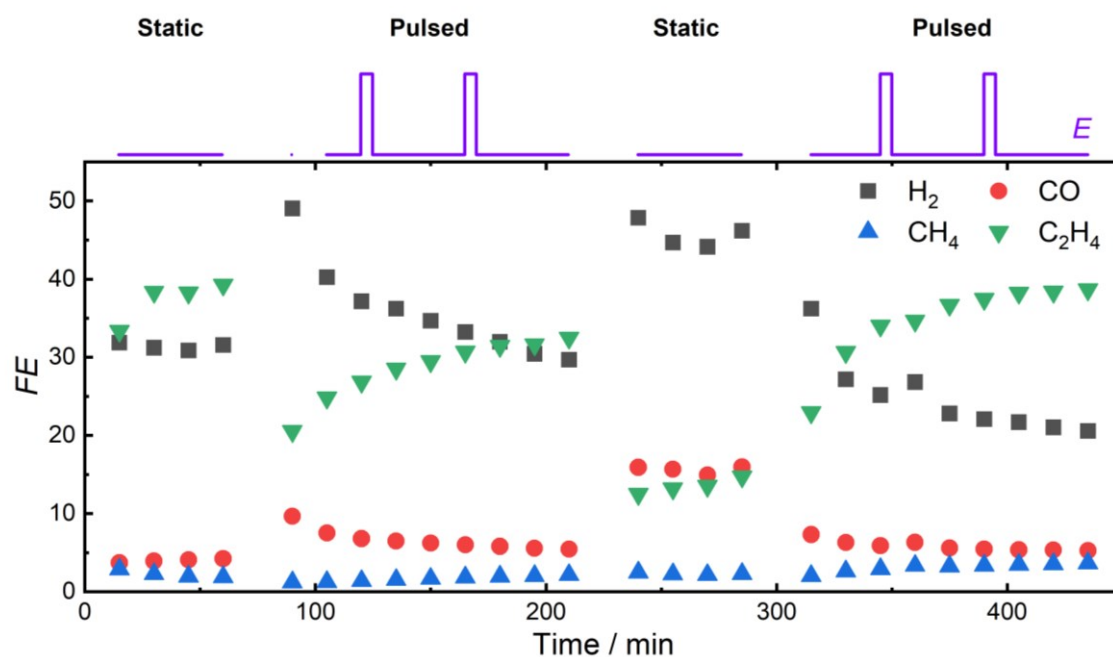 Static Pulsed Static Pulsed
E
50
40
30
20
10
0
FE
H₂ CO
CH₄ C₂H₄
0 100 200 300 400
Time / min